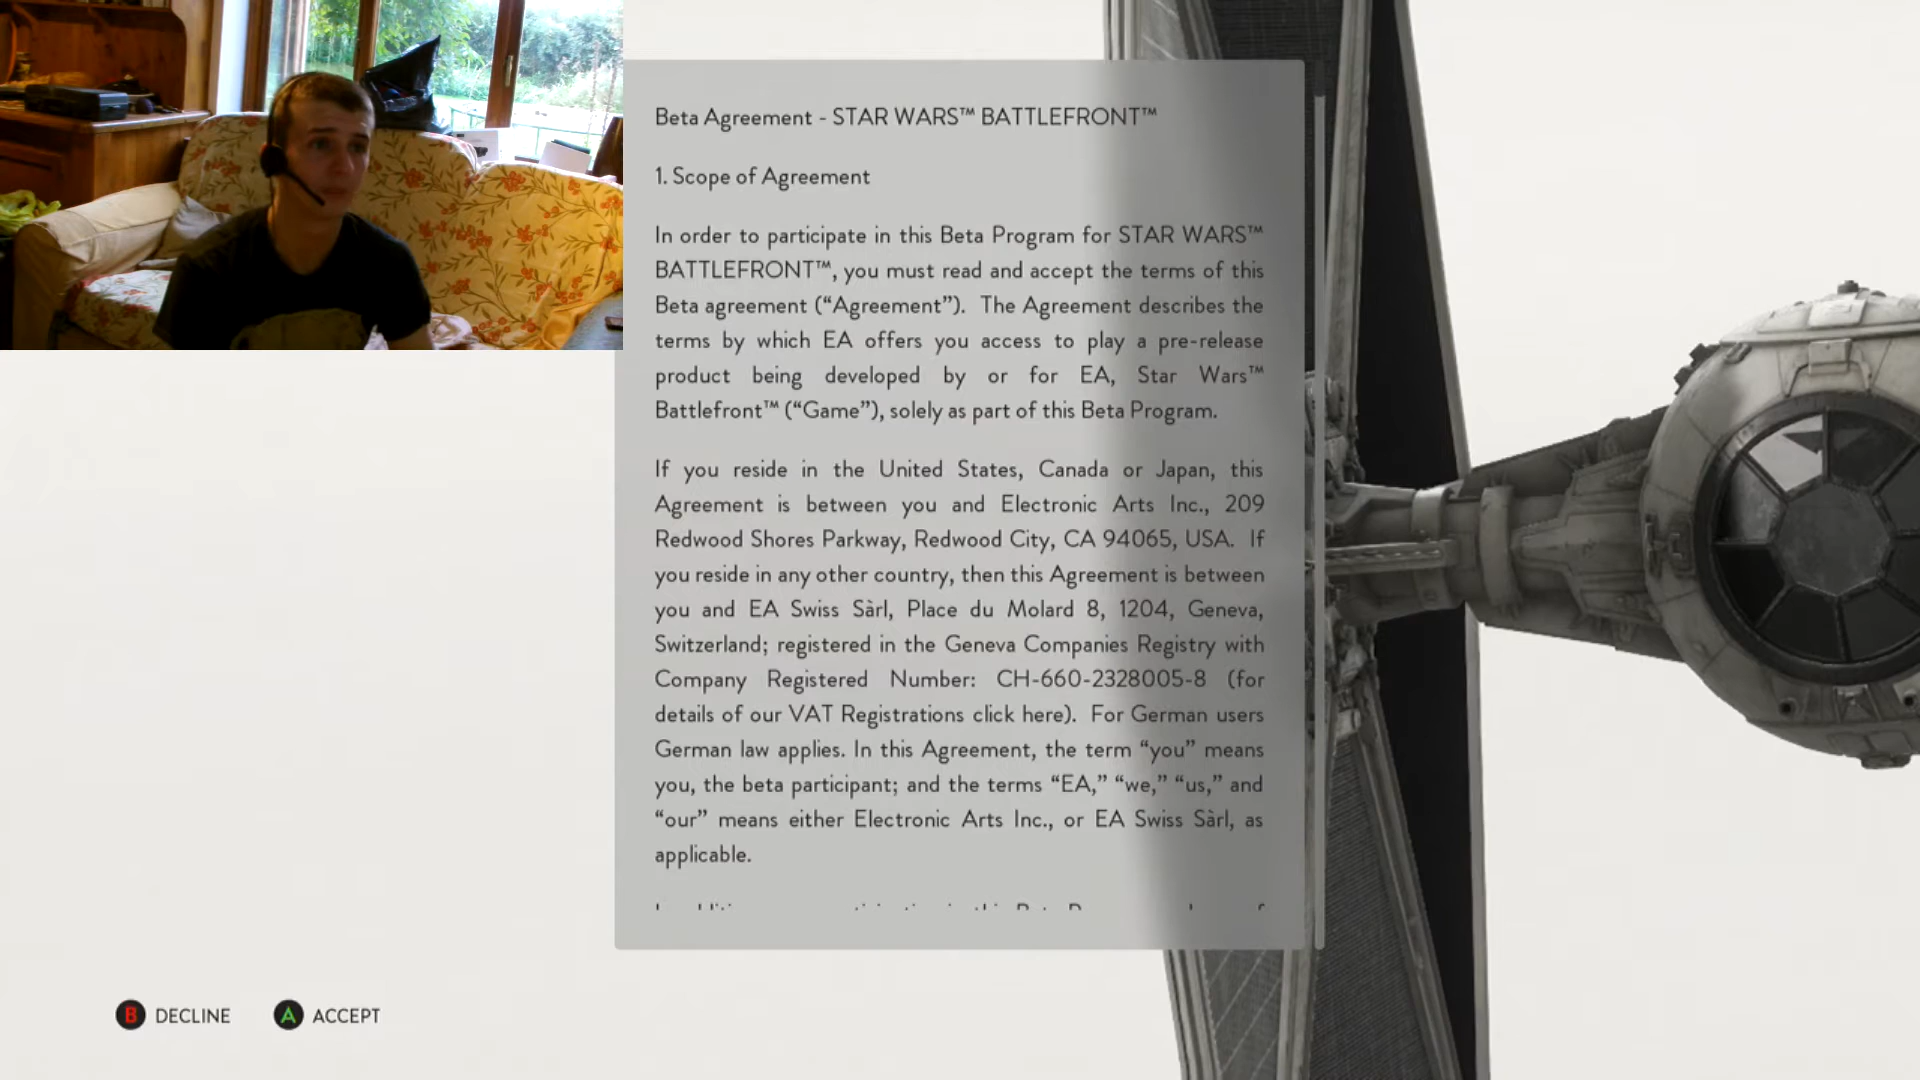 Beta Agreement - STAR WARS™ BATTLEFRONT™
1. Scope of Agreement
In order to participate in this Beta Program for STAR WARS™
BATTLEFRONT™, you must read and accept the terms of this
Beta agreement (“Agreement”).  The Agreement describes the
terms by which EA offers you access to play a pre-release
product being developed by or for EA, Star Wars™
Battlefront™ (“Game”), solely as part of this Beta Program.
If you reside in the United States, Canada or Japan, this
Agreement is between you and Electronic Arts Inc., 209
Redwood Shores Parkway, Redwood City, CA 94065, USA.  If
you reside in any other country, then this Agreement is between
you and EA Swiss Sàrl, Place du Molard 8, 1204, Geneva,
Switzerland; registered in the Geneva Companies Registry with
Company Registered Number: CH-660-2328005-8 (for
details of our VAT Registrations click here).  For German users
German law applies. In this Agreement, the term “you” means
you, the beta participant; and the terms “EA,” “we,” “us,” and
“our” means either Electronic Arts Inc., or EA Swiss Sàrl, as
applicable.
B DECLINE A ACCEPT